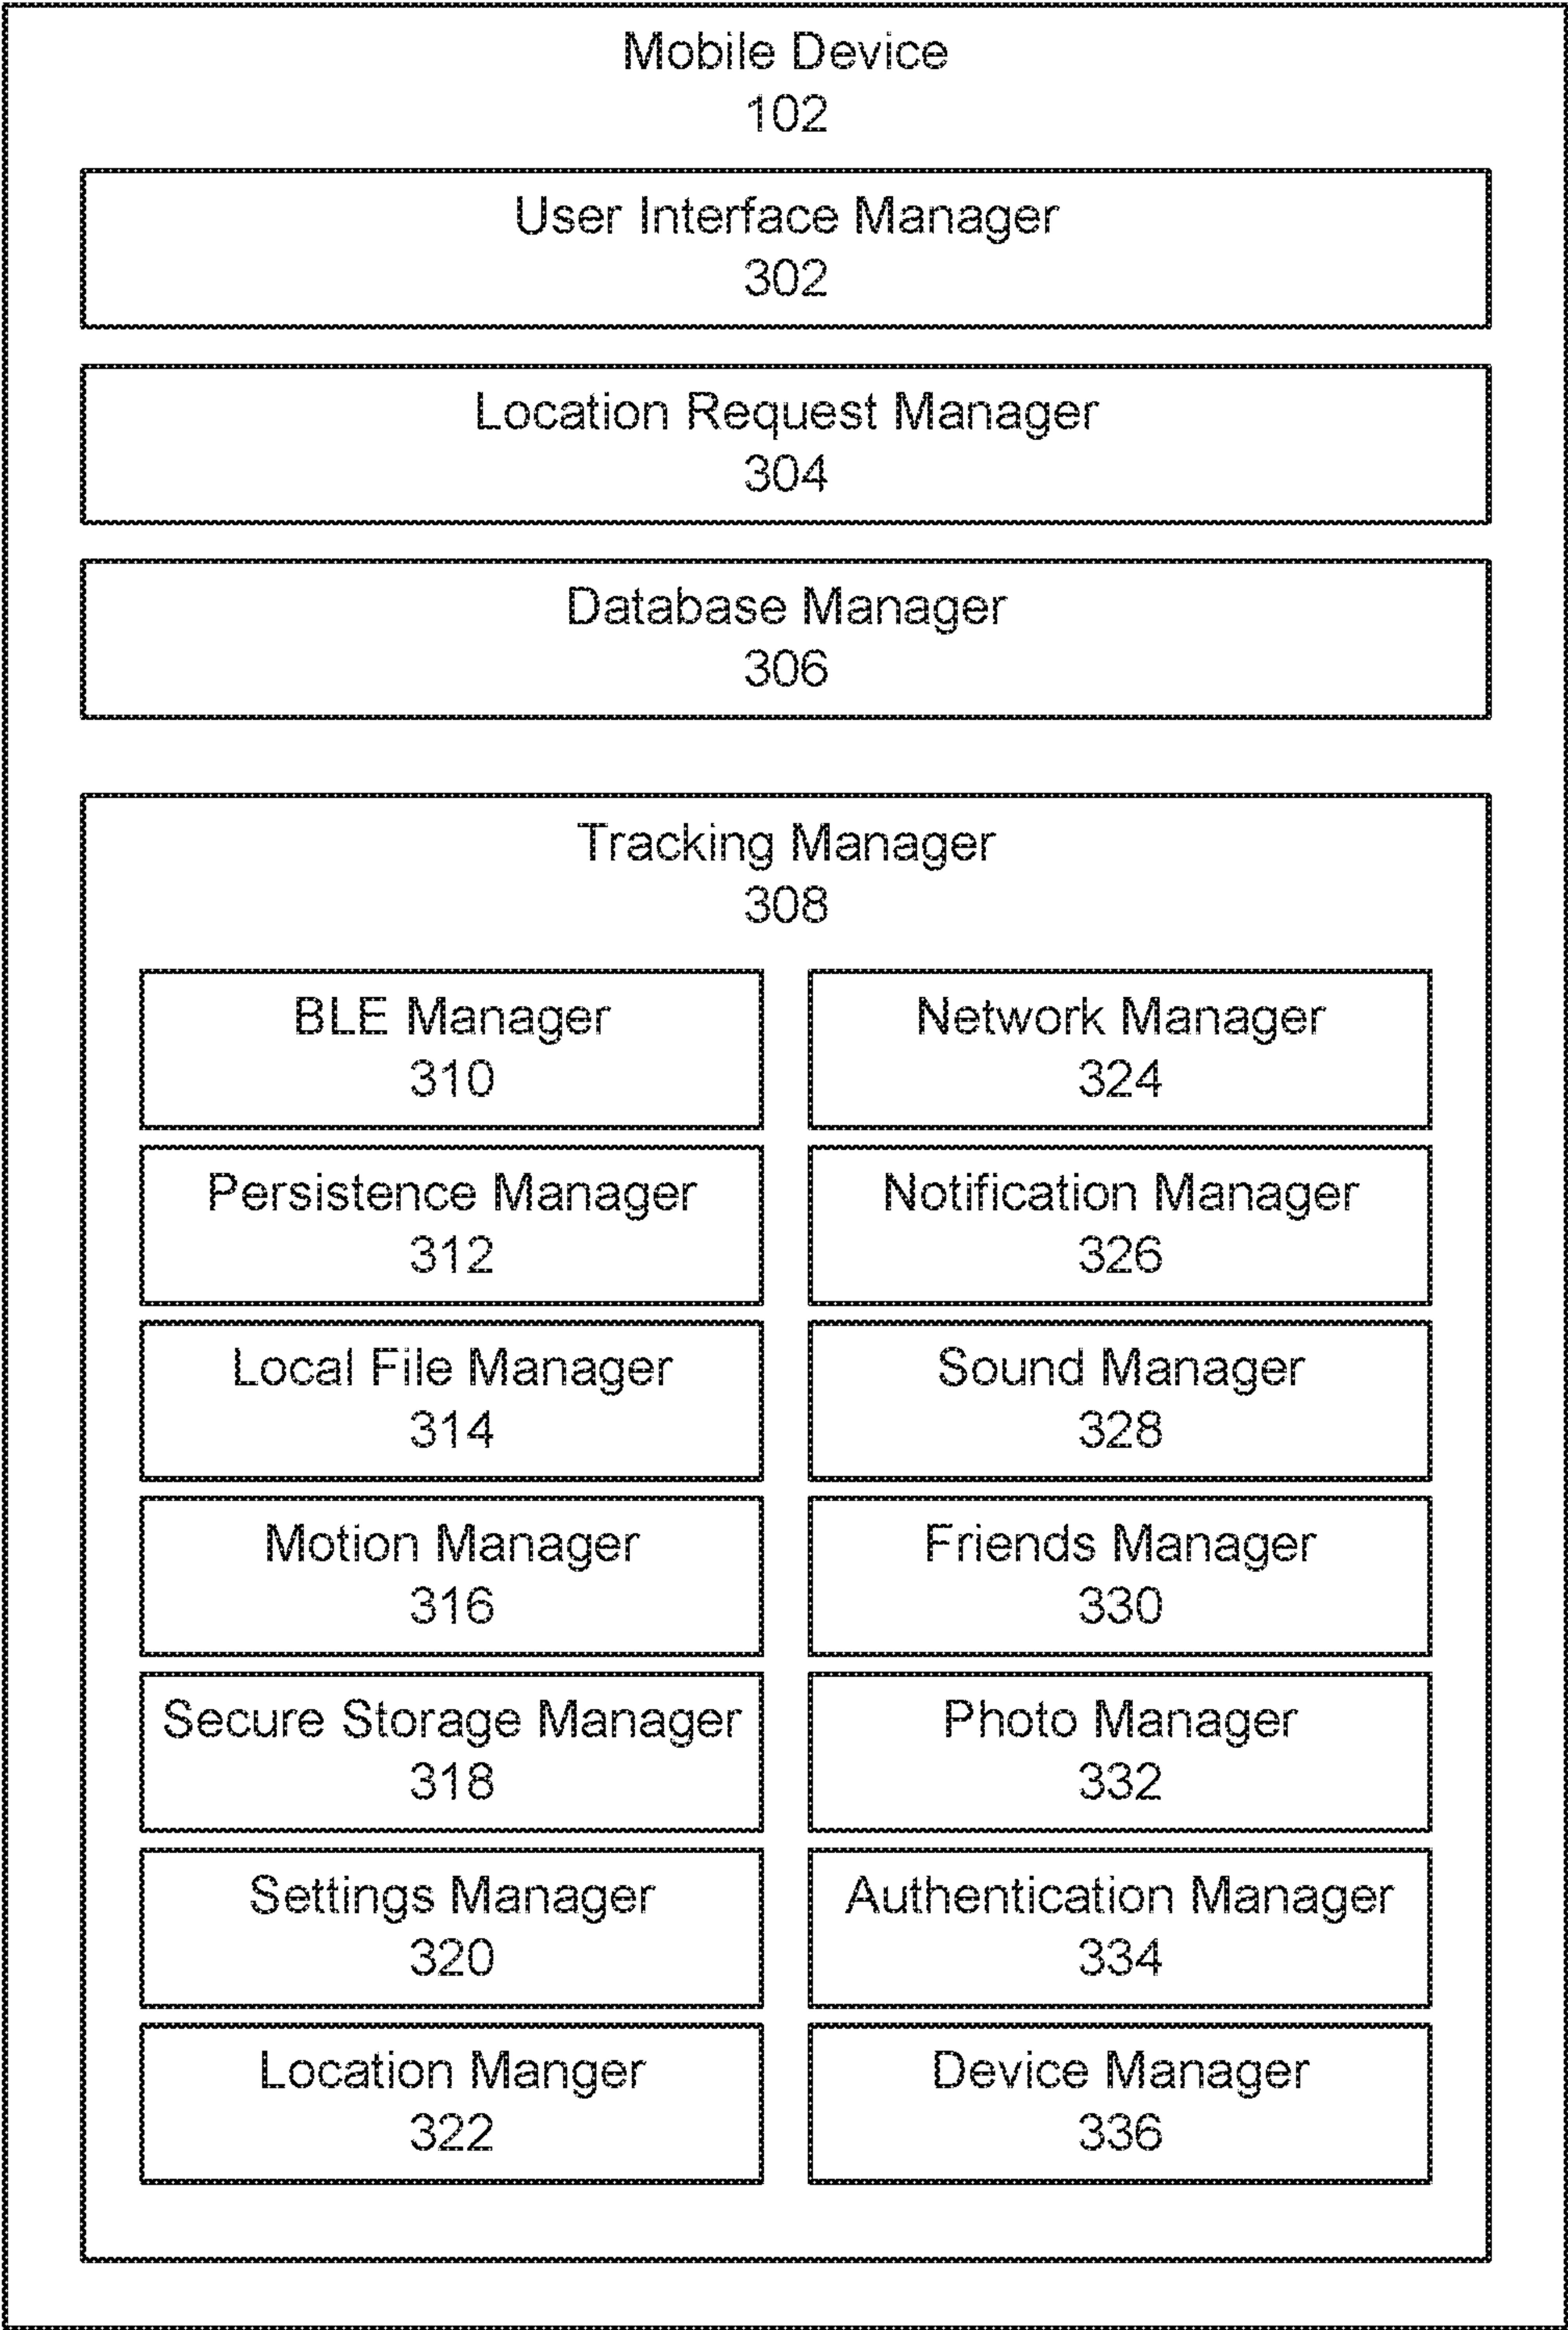 Mobile Device
102
User Interface Manager
302
Location Request Manager
304
Database Manager
306
Tracking Manager
308
BLE Manager
310
Network Manager
324
Persistence Manager
312
Notification Manager
326
Local File Manager
314
Sound Manager
328
Motion Manager
316
Friends Manager
330
Secure Storage Manager
318
Photo Manager
332
Settings Manager
320
Authentication Manager
334
Location Manger
322
Device Manager
336